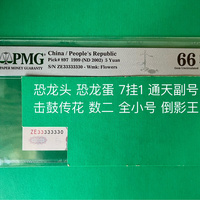 PMG
PAPER MONEY GUARANTY
China / People's Republic
Pick# 897 1999 (ND 2002) 5 Yuan
S/N ZE33333330 - Wmk: Flowers
66
恐龙头 恐龙蛋 7挂1 通天副号
击鼓传花 数二 全小号 倒影王
ZE33333330